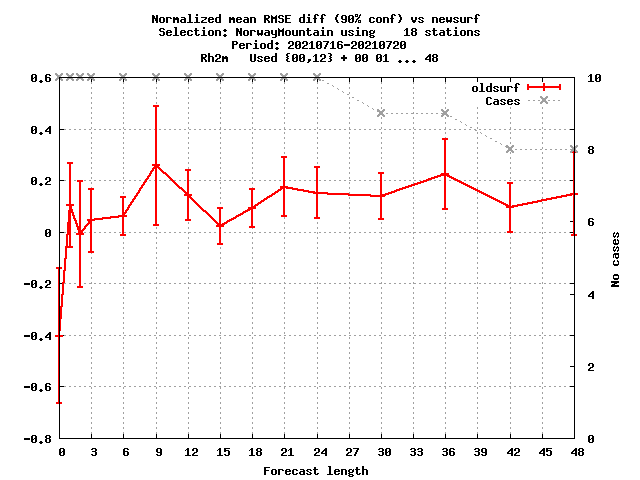 Normalized mean RMSE diff (90% conf) vs newsurf
Selection: NorwayMountain using    18 stations
Period: 20210716-20210720
Rh2m   Used {00,12} + 00 01 ... 48
oldsurf
Cases
0.6
0.4
0.2
0
-0.2
-0.4
-0.6
-0.8
10
8
6
4
2
0
No cases
0 3 6 9 12 15 18 21 24 27 30 33 36 39 42 45 48
Forecast length